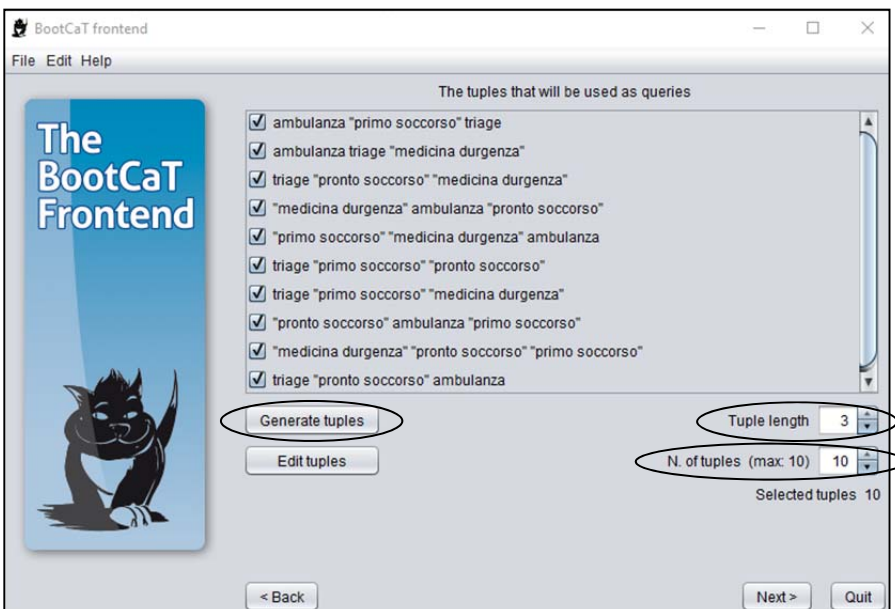 BootCaT frontend
File Edit Help
The BootCaT Frontend
The tuples that will be used as queries
ambulanza "primo soccorso" triage
ambulanza triage "medicina durgenza"
triage "pronto soccorso" "medicina durgenza"
"medicina durgenza" ambulanza "pronto soccorso"
"primo soccorso" "medicina durgenza" ambulanza
triage "primo soccorso" "pronto soccorso"
triage "primo soccorso" "medicina durgenza"
"pronto soccorso" ambulanza "primo soccorso"
"medicina durgenza" "pronto soccorso" "primo soccorso"
triage "pronto soccorso" ambulanza
Generate tuples
Tuple length 3
Edit tuples
N. of tuples (max: 10) 10
Selected tuples 10
< Back
Next >
Quit